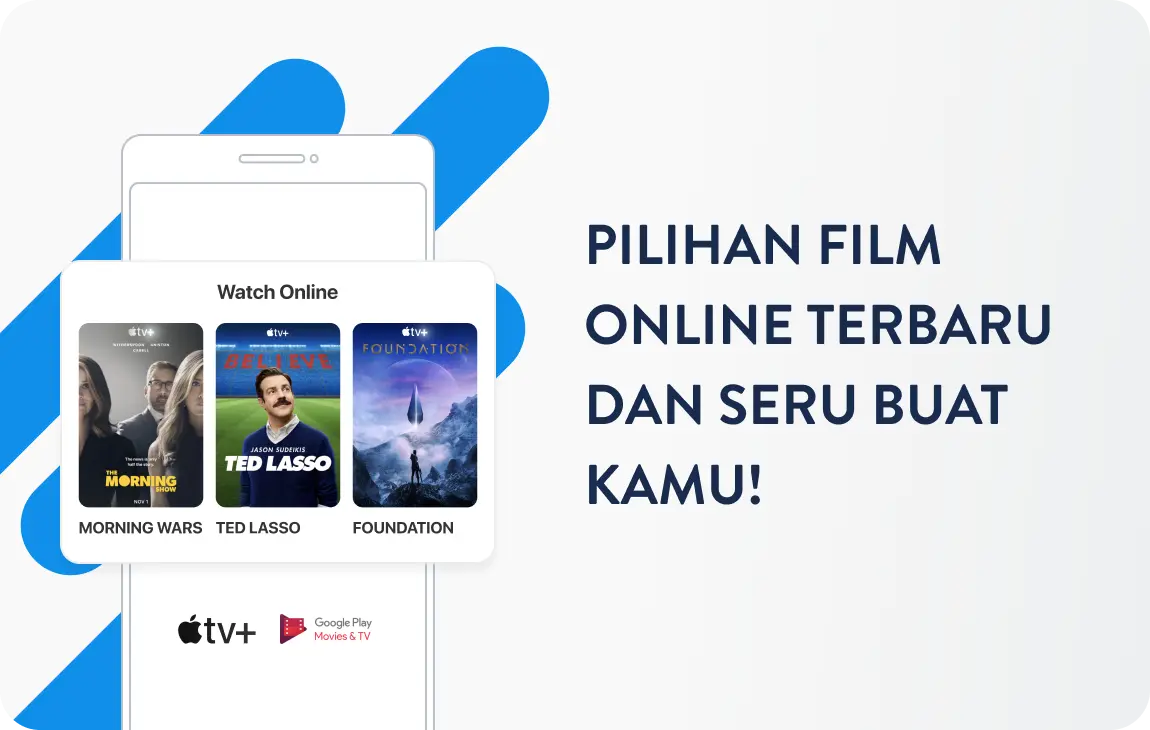 Watch Online
tv+
WITHERSPOON ANISTON
CARELL
The news is only
half the story.
THE
MORNING
SHOW
NOV 1
MORNING WARS
tv+
BELIEVE
JASON SUDEIKIS
TED LASSO
TED LASSO
tv+
FOUNDATION
FOUNDATION
tv+
Google Play
Movies & TV
PILIHAN FILM
ONLINE TERBARU
DAN SERU BUAT
KAMU!